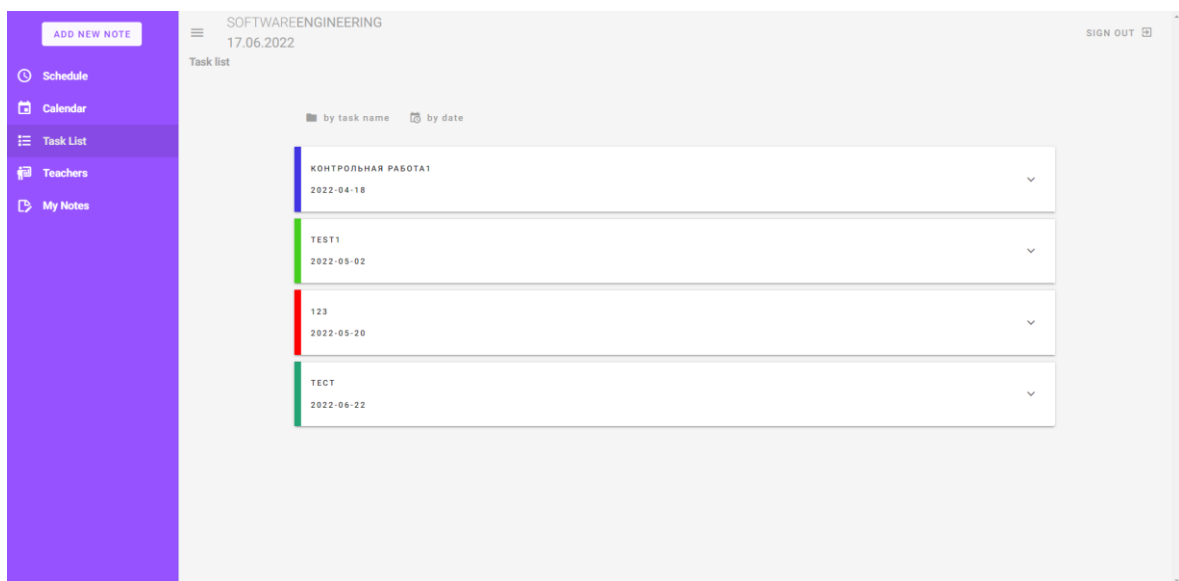 ADD NEW NOTE
Schedule
Calendar
Task List
Teachers
My Notes
SOFTWAREENGINEERING
17.06.2022
SIGN OUT
Task list
by task name by date
КОНТРОЛЬНАЯ РАБОТА1
2022-04-18
TEST1
2022-05-02
123
2022-05-20
ТЕСТ
2022-06-22